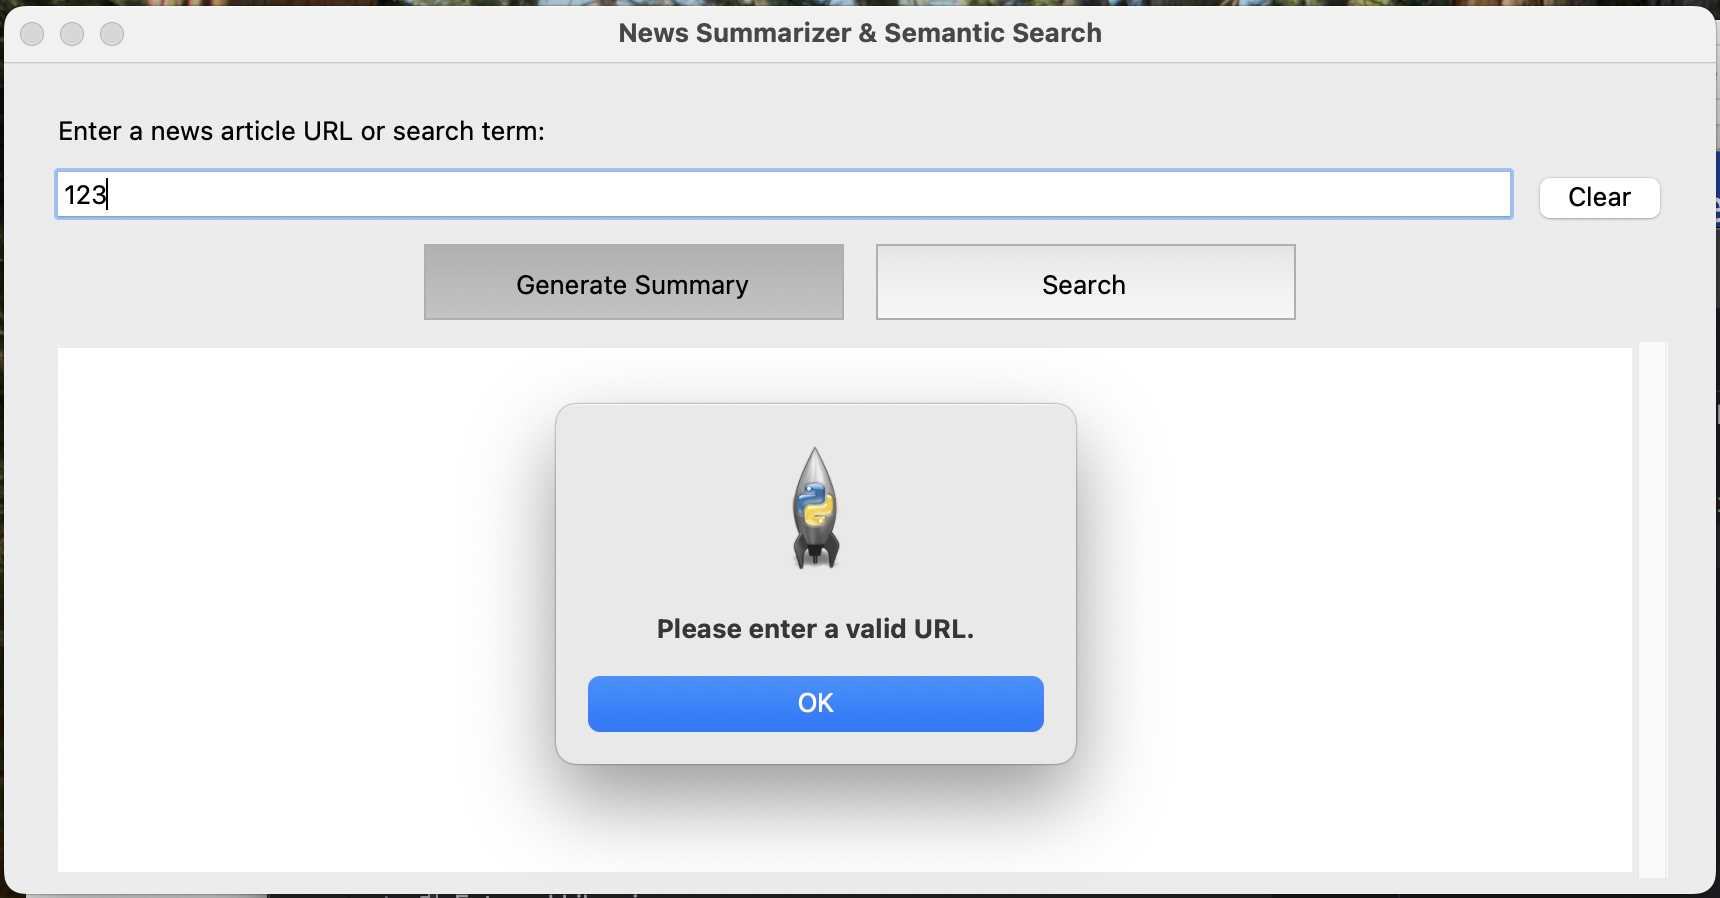 News Summarizer & Semantic Search
Enter a news article URL or search term:
123
Clear
Generate Summary
Search
Please enter a valid URL.
OK